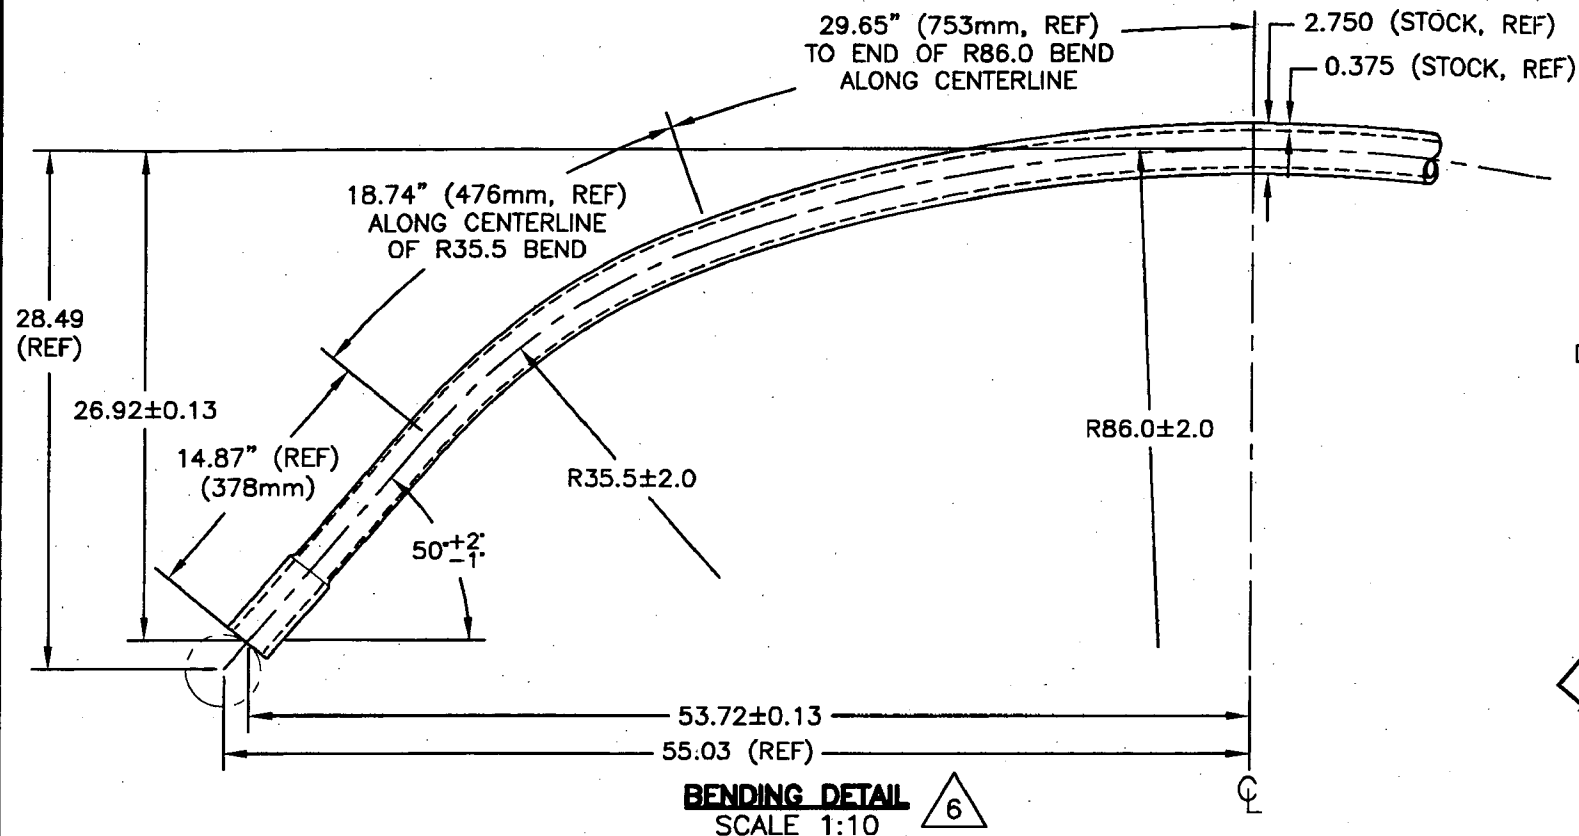 29.65" (753mm, REF)
TO END OF R86.0 BEND
ALONG CENTERLINE
2.750 (STOCK, REF)
0.375 (STOCK, REF)
18.74" (476mm, REF)
ALONG CENTERLINE
OF R35.5 BEND
28.49
(REF)
26.92±0.13
14.87" (REF)
(378mm)
R35.5±2.0
R86.0±2.0
50°+2°
-1°
53.72±0.13
55.03 (REF)
℄
BENDING DETAIL
6
SCALE 1:10